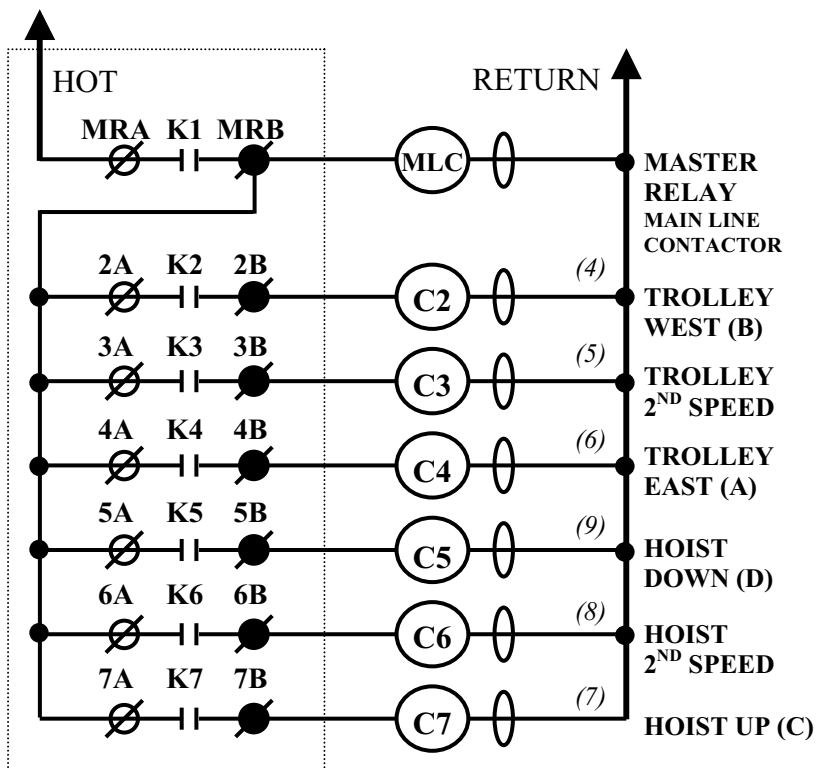 HOT
RETURN
MRA K1 MRB
MLC
MASTER
RELAY
MAIN LINE
CONTACTOR
2A K2 2B
C2
(4)
TROLLEY
WEST (B)
3A K3 3B
C3
(5)
TROLLEY
2ND SPEED
4A K4 4B
C4
(6)
TROLLEY
EAST (A)
5A K5 5B
C5
(9)
HOIST
DOWN (D)
6A K6 6B
C6
(8)
HOIST
2ND SPEED
7A K7 7B
C7
(7)
HOIST UP (C)